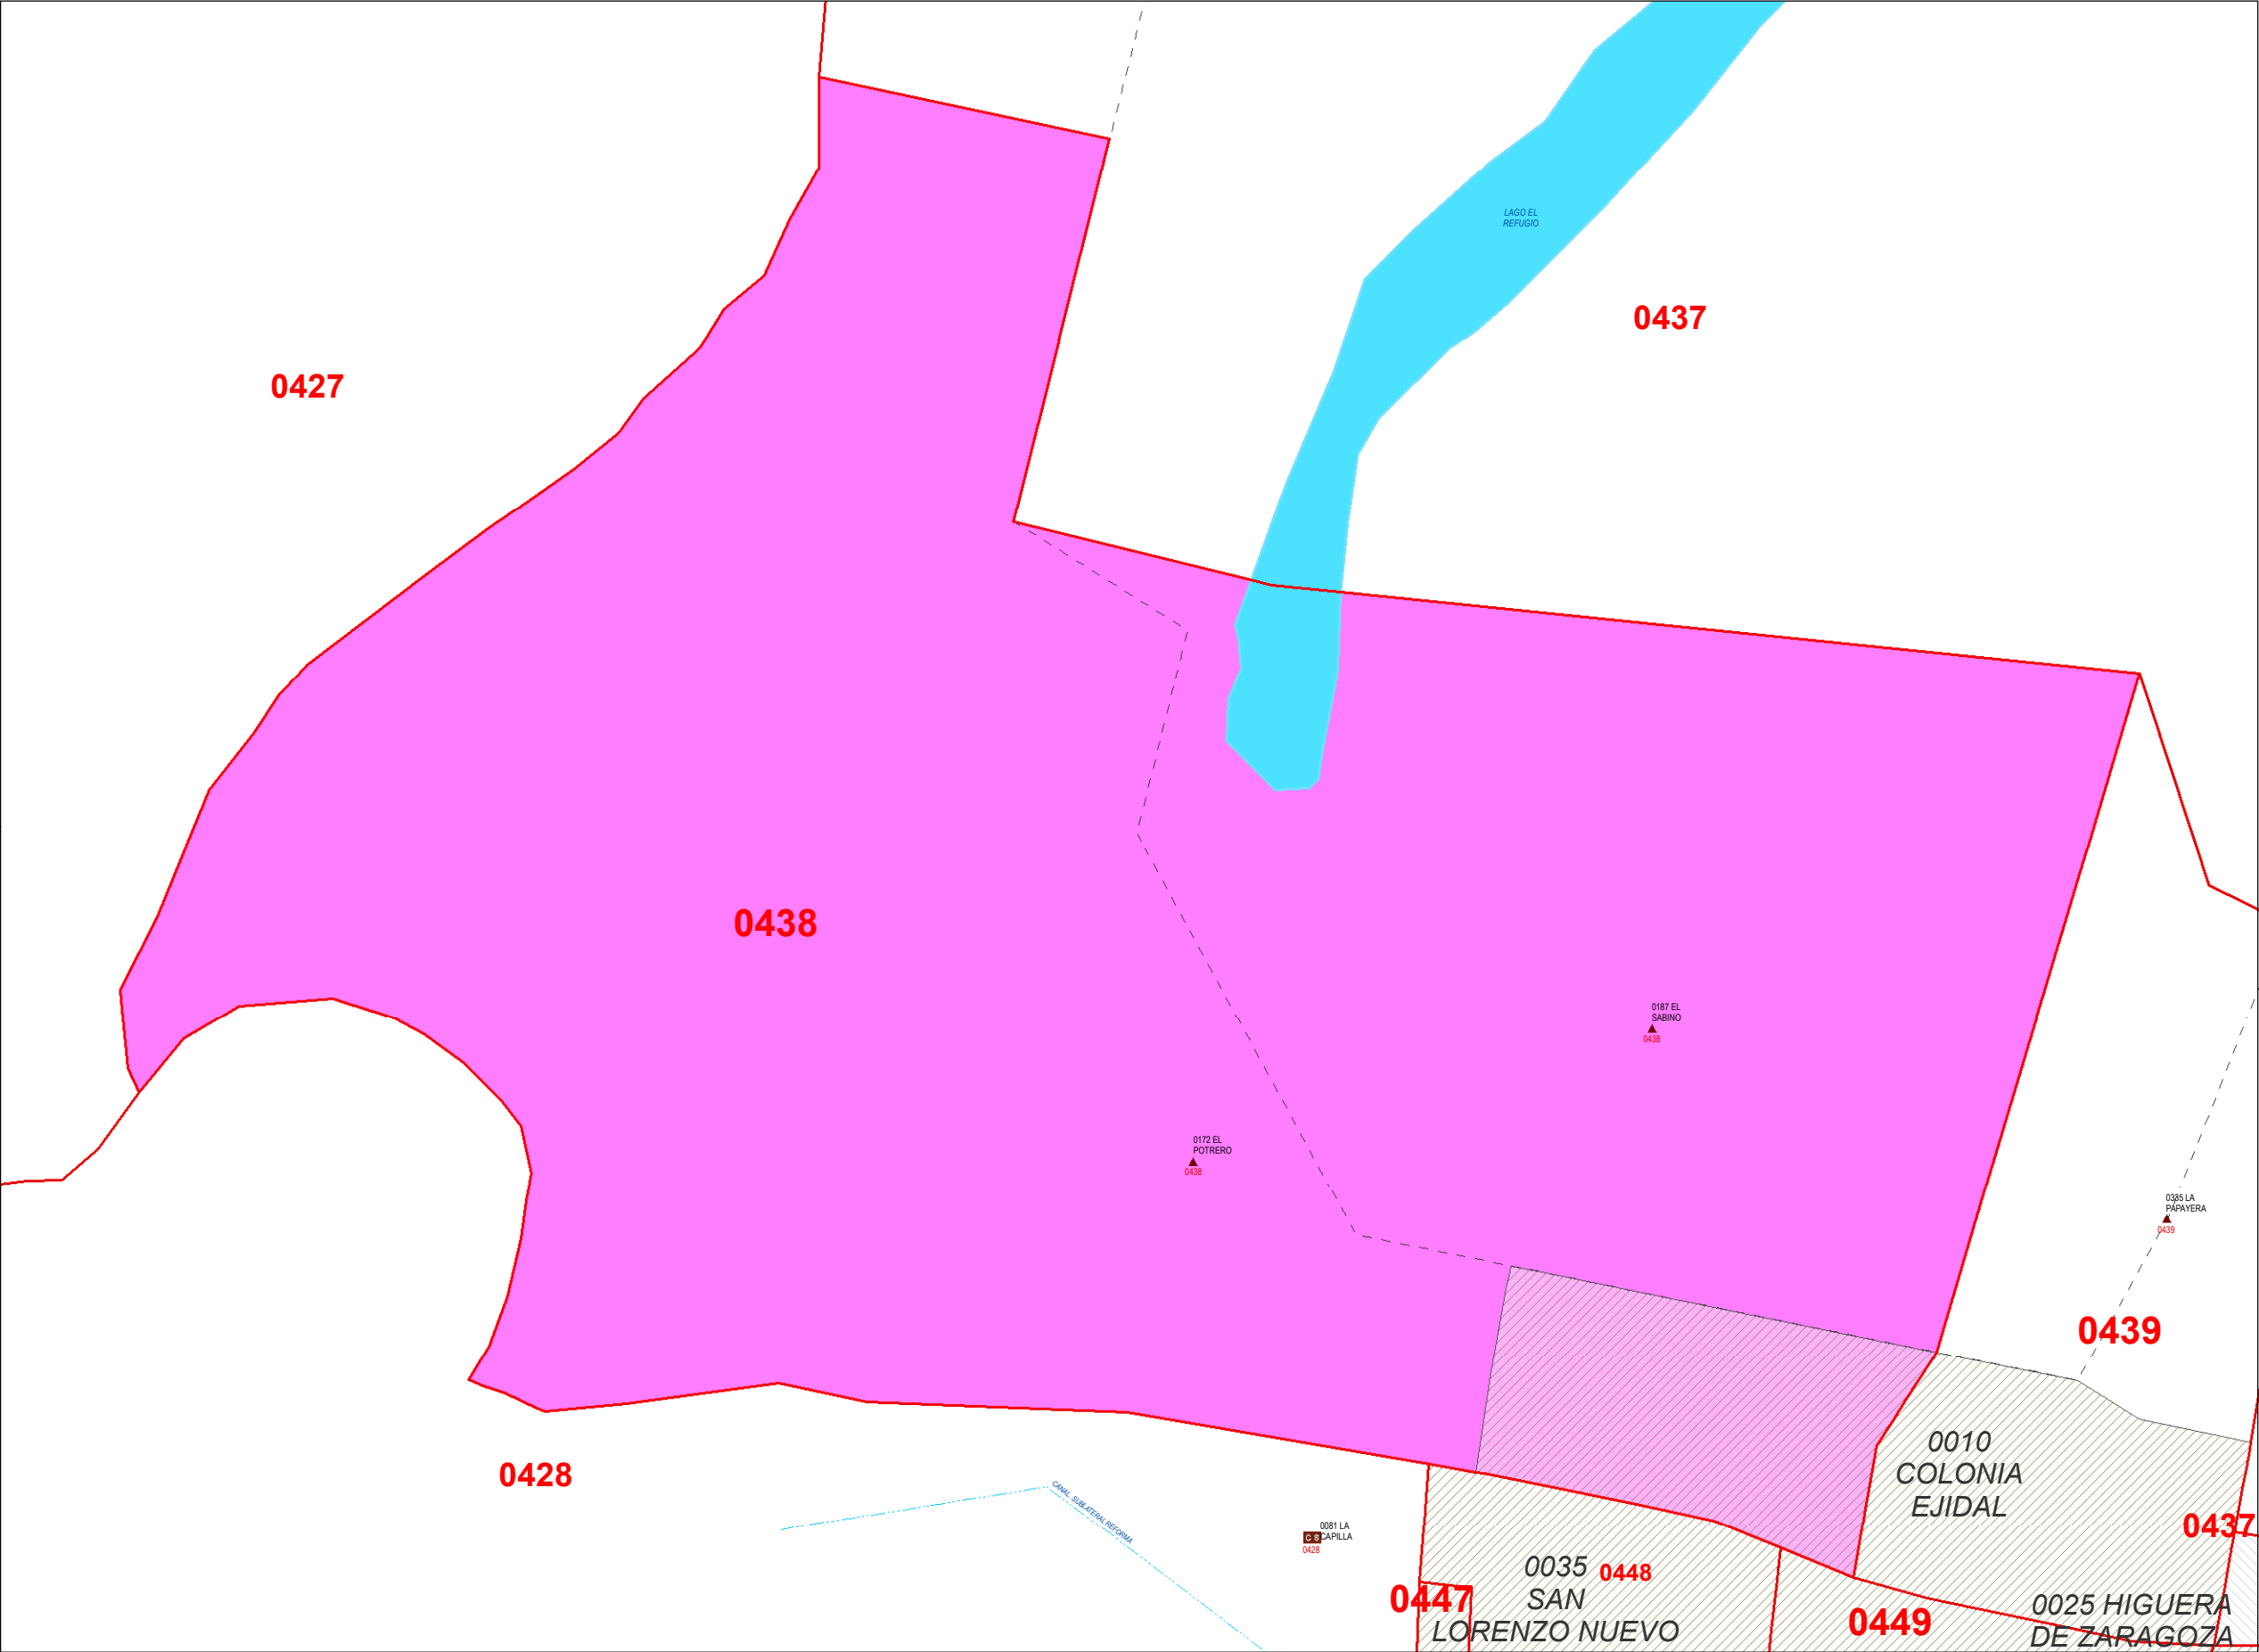 LAGO EL
REFUGIO
0437
0427
0438
0187 EL
SABINO
0438
0172 EL
POTRERO
0438
0335 LA
PAPAYERA
0439
0439
0428
CANAL SUBLATERAL REFORMA
0081 LA
CAPILLA
C S
0428
0010
COLONIA
EJIDAL
0437
0035
SAN
LORENZO NUEVO
0448
0447
0449
0025 HIGUERA
DE ZARAGOZA